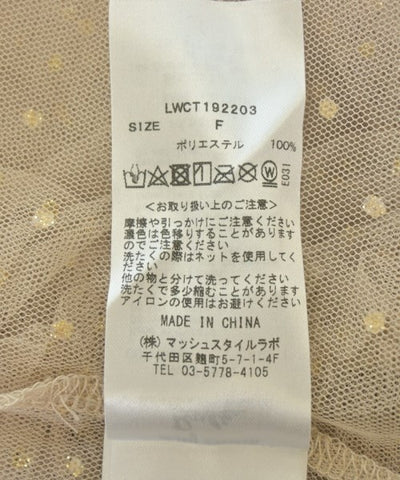 LWCT192203
SIZE F
ポリエステル 100%
E031
<お取り扱い上のご注意>
摩擦や引っかけにご注意ください
濃色は色移りすることがあります
のでご注意ください
洗たくの際はネットを使用してく
ださい
他の物と分けて洗ってください
洗たくで多少縮むことがあります
アイロンの使用はお避けください
MADE IN CHINA
(株)マッシュスタイルラボ
千代田区麹町5-7-1-4F
TEL 03-5778-4105